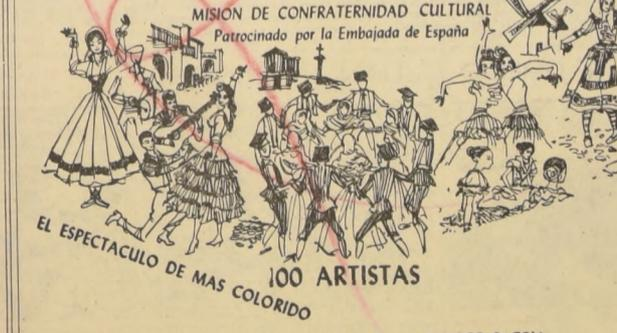 MISION DE CONFRATERNIDAD CULTURAL
Patrocinado por la Embajada de España
EL ESPECTACULO DE MAS COLORIDO
100 ARTISTAS